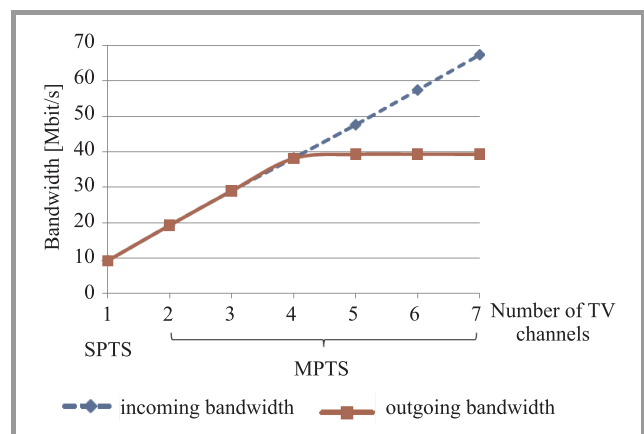 Bandwidth [Mbit/s]
70
60
50
40
30
20
10
0
1 2 3 4 5 6 7
Number of TV
channels
SPTS
MPTS
incoming bandwidth
outgoing bandwidth